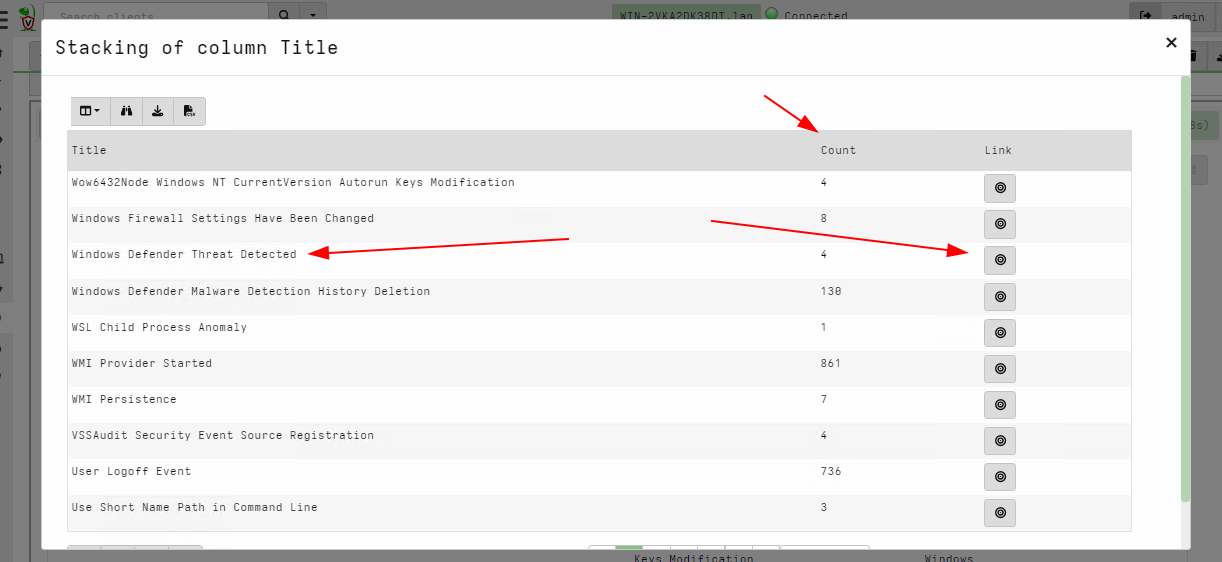 Search clients
WIN-2VKA2DK38DT.lan
Connected
admin
Stacking of column Title
Title Count Link
Wow6432Node Windows NT CurrentVersion Autorun Keys Modification 4
Windows Firewall Settings Have Been Changed 8
Windows Defender Threat Detected 4
Windows Defender Malware Detection History Deletion 130
WSL Child Process Anomaly 1
WMI Provider Started 861
WMI Persistence 7
VSSAudit Security Event Source Registration 4
User Logoff Event 736
Use Short Name Path in Command Line 3
Keys Modification Windows